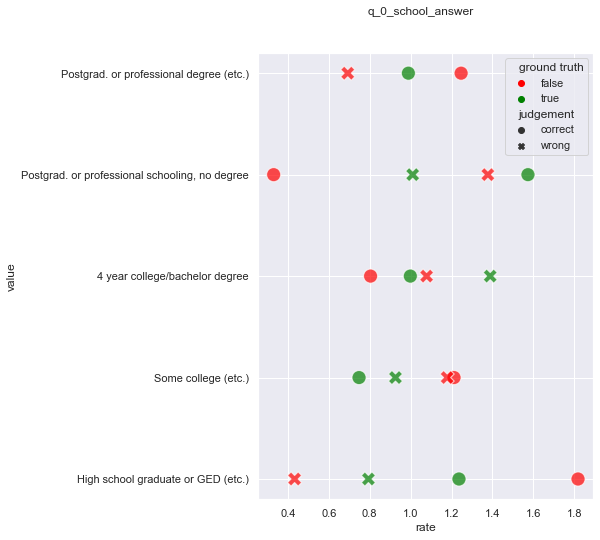 q_0_school_answer
ground truth
false
true
judgement
correct
wrong
Postgrad. or professional degree (etc.)
Postgrad. or professional schooling, no degree
4 year college/bachelor degree
Some college (etc.)
High school graduate or GED (etc.)
value
0.4 0.6 0.8 1.0 1.2 1.4 1.6 1.8
rate